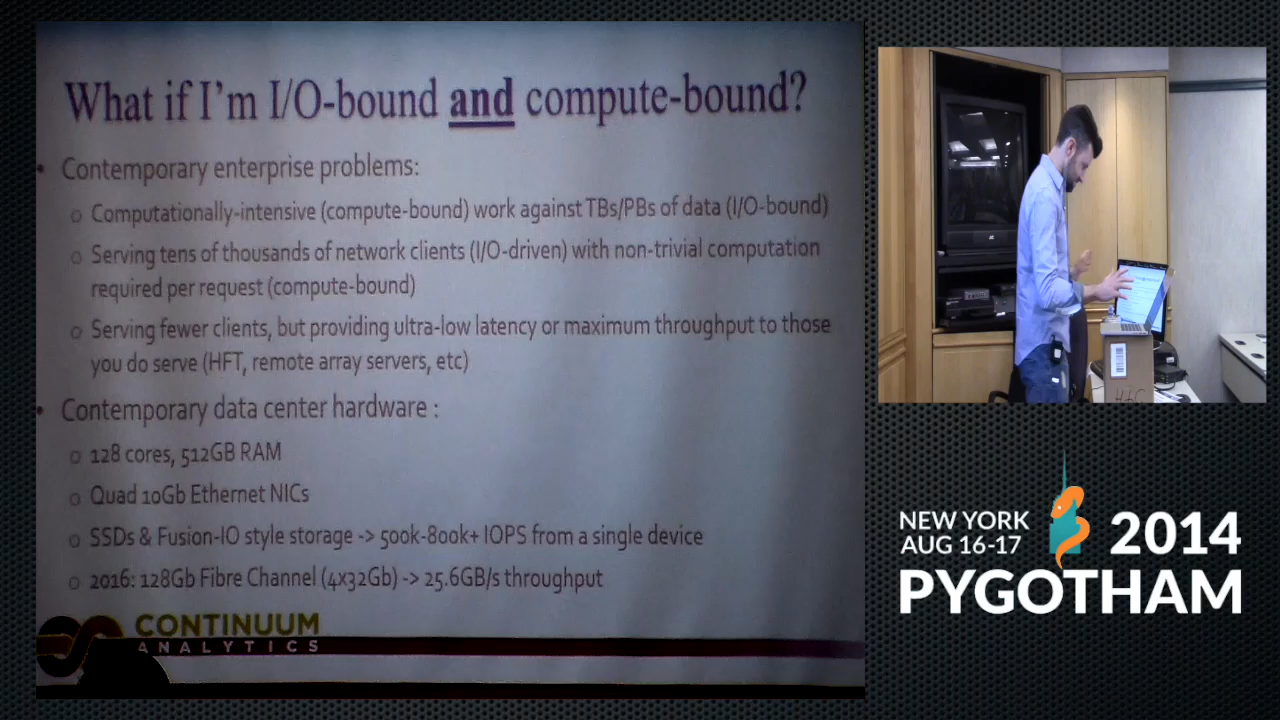 What if I'm I/O-bound and compute-bound?
• Contemporary enterprise problems:
o Computationally-intensive (compute-bound) work against TBs/PBs of data (I/O-bound)
o Serving tens of thousands of network clients (I/O-driven) with non-trivial computation
required per request (compute-bound)
o Serving fewer clients, but providing ultra-low latency or maximum throughput to those
you do serve (HFT, remote array servers, etc)
• Contemporary data center hardware :
o 128 cores, 512GB RAM
o Quad 10Gb Ethernet NICs
o SSDs & Fusion-IO style storage -> 500k-800k+ IOPS from a single device
o 2016: 128Gb Fibre Channel (4x32Gb) -> 25.6GB/s throughput
CONTINUUM
ANALYTICS
JVC
NEW YORK
AUG 16-17
2014
PYGOTHAM